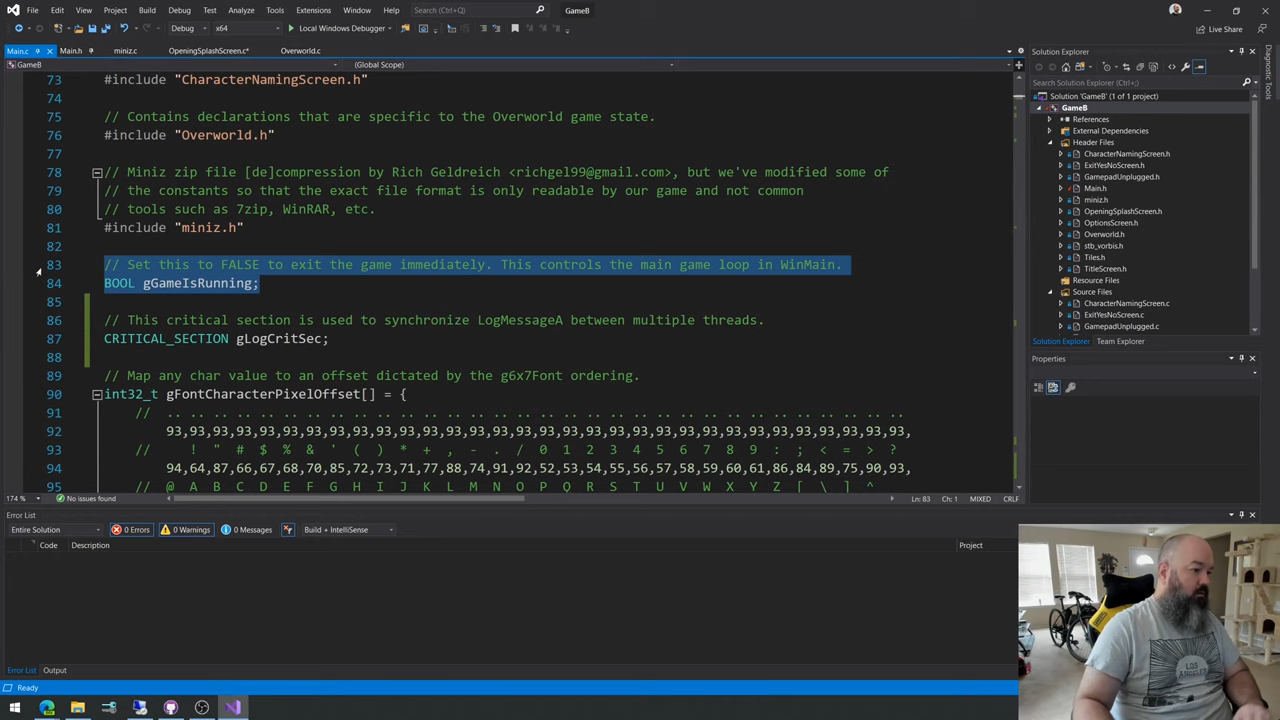 File Edit View Git Project Build Debug Test Analyze Tools Extensions Window Help Search (Ctrl+Q) GameB
Debug x64 Local Windows Debugger Live Share
Main.c Main.h miniz.c OpeningSplashScreen.c* Overworld.c
GameB (Global Scope)
73 #include "CharacterNamingScreen.h"
74
75 // Contains declarations that are specific to the Overworld game state.
76 #include "Overworld.h"
77
78 // Miniz zip file [de]compression by Rich Geldreich <richgel99@gmail.com>, but we've modified some of
79 // the constants so that the exact file format is only readable by our game and not common
80 // tools such as 7zip, WinRAR, etc.
81 #include "miniz.h"
82
83 // Set this to FALSE to exit the game immediately. This controls the main game loop in WinMain.
84 BOOL gGameIsRunning;
85
86 // This critical section is used to synchronize LogMessageA between multiple threads.
87 CRITICAL_SECTION gLogCritSec;
88
89 // Map any char value to an offset dictated by the g6x7Font ordering.
90 int32_t gFontCharacterPixelOffset[] = {
91 // .. .. .. .. .. .. .. .. .. .. .. .. .. .. .. .. .. .. .. .. .. .. .. .. .. .. .. .. .. .. .. ..
92 93,93,93,93,93,93,93,93,93,93,93,93,93,93,93,93,93,93,93,93,93,93,93,93,93,93,93,93,93,93,93,93,
93 // ! " # $ % & ' ( ) * + , - . / 0 1 2 3 4 5 6 7 8 9 : ; < = > ?
94 94,64,87,66,67,68,70,85,72,73,71,77,88,74,91,92,52,53,54,55,56,57,58,59,60,61,86,84,89,75,90,93,
95 // @ A B C D E F G H I J K L M N O P Q R S T U V W X Y Z [ \ ] ^
174 % No issues found Ln: 83 Ch: 1 MIXED CRLF
Error List
Entire Solution 0 Errors 0 Warnings 0 Messages Build + IntelliSense
Code Description Project
Error List Output
Ready
Solution Explorer
Search Solution Explorer (Ctrl+;)
Solution 'GameB' (1 of 1 project)
GameB
References
External Dependencies
Header Files
CharacterNamingScreen.h
ExitYesNoScreen.h
GamepadUnplugged.h
Main.h
miniz.h
OpeningSplashScreen.h
OptionsScreen.h
Overworld.h
stb_vorbis.h
Tiles.h
TitleScreen.h
Resource Files
Source Files
CharacterNamingScreen.c
ExitYesNoScreen.c
GamepadUnplugged.c
Solution Explorer Team Explorer
Properties
Diagnostic Tools